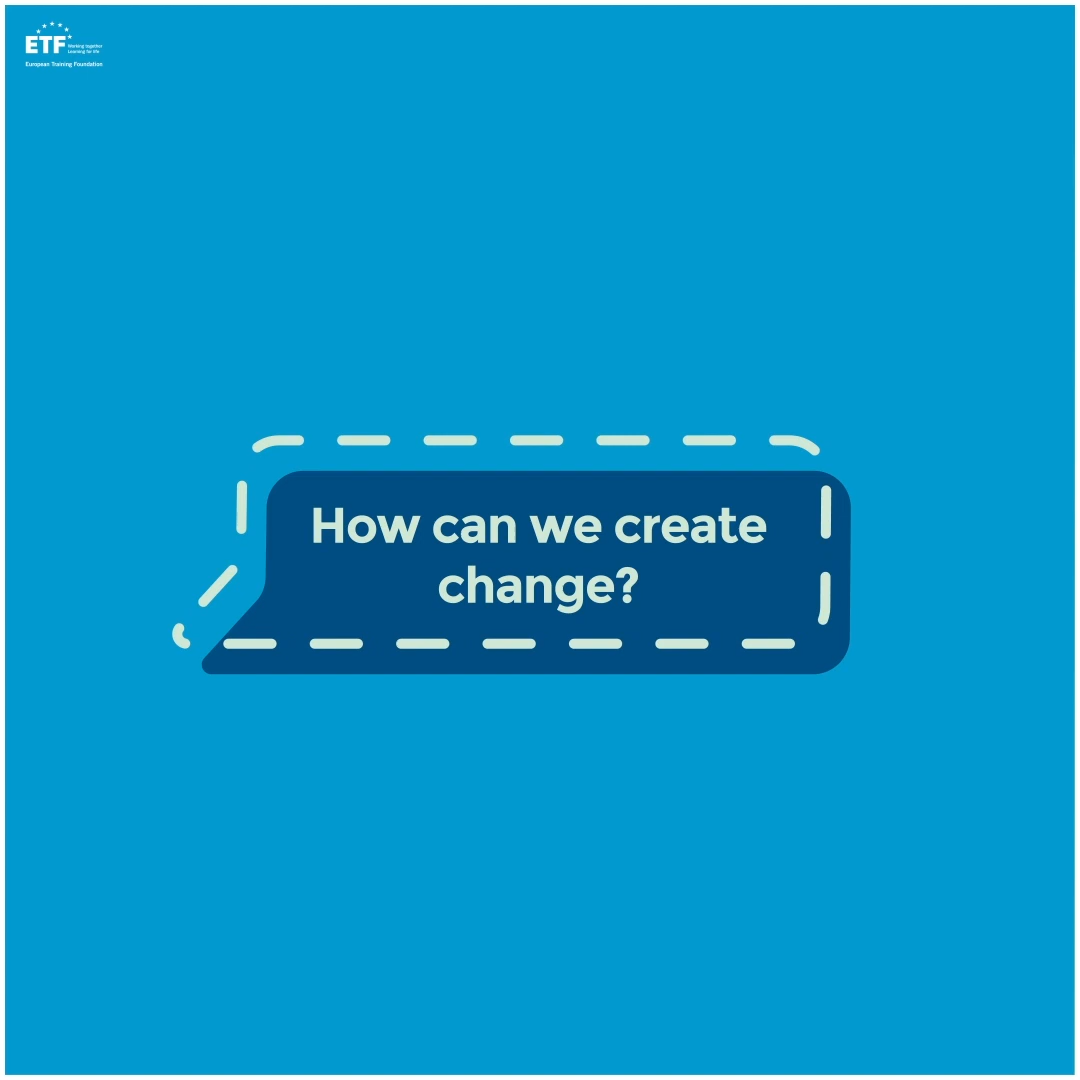 ETF
Working together
Learning for life
European Training Foundation
How can we create
change?